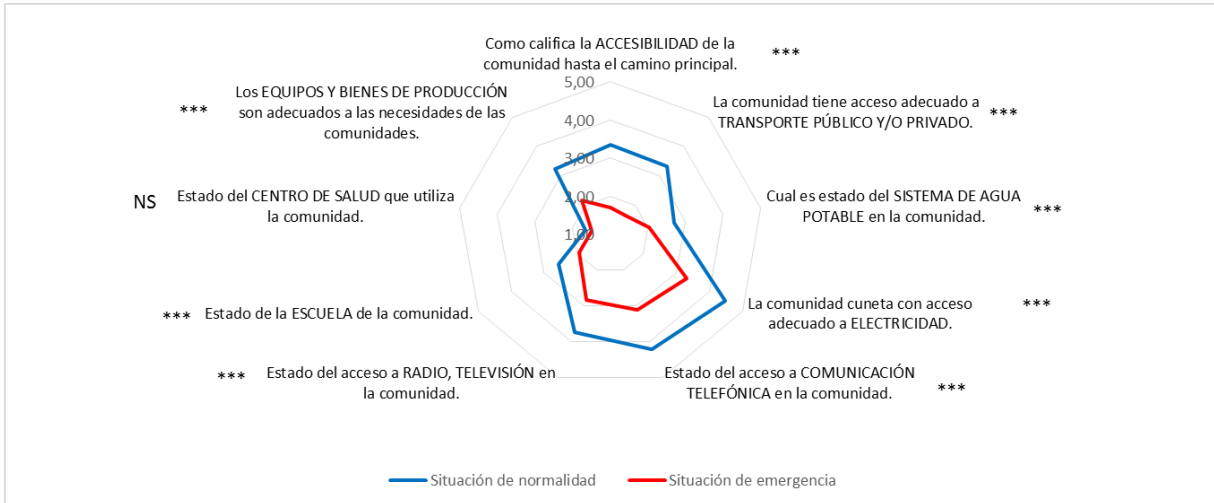 Como califica la ACCESIBILIDAD de la
comunidad hasta el camino principal.
***
5,00
4,00
3,00
2,00
1,00
La comunidad tiene acceso adecuado a
TRANSPORTE PÚBLICO Y/O PRIVADO.
***
Cual es estado del SISTEMA DE AGUA
POTABLE en la comunidad.
***
La comunidad cuneta con acceso
adecuado a ELECTRICIDAD.
***
Estado del acceso a COMUNICACIÓN
TELEFÓNICA en la comunidad.
***
Estado del acceso a RADIO, TELEVISIÓN en
la comunidad.
***
Estado de la ESCUELA de la comunidad.
***
Estado del CENTRO DE SALUD que utiliza
la comunidad.
NS
Los EQUIPOS Y BIENES DE PRODUCCIÓN
son adecuados a las necesidades de las
comunidades.
***
Situación de normalidad
Situación de emergencia